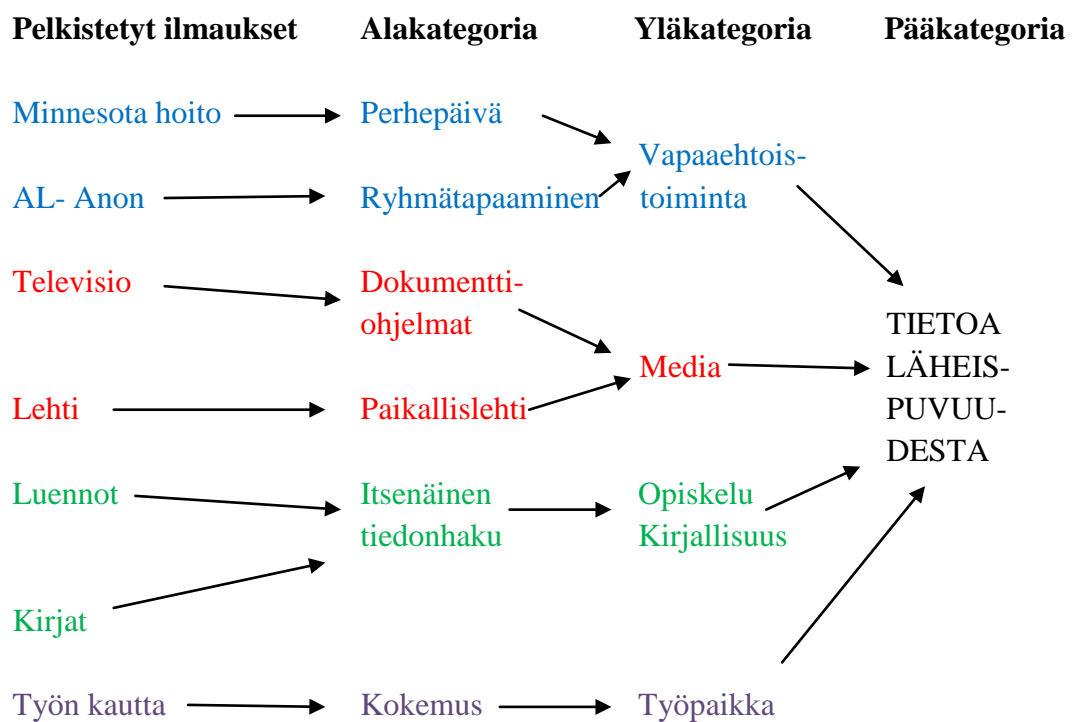 Pelkistetyt ilmaukset Alakategoria Yläkategoria Pääkategoria
Minnesota hoito Perhepäivä
Vapaaehtois-
AL- Anon Ryhmätapaaminen toiminta
Televisio Dokumentti-
ohjelmat
TIETOA
Media LÄHEIS-
Lehti Paikallislehti PUVUU-
DESTA
Luennot Itsenäinen Opiskelu
tiedonhaku Kirjallisuus
Kirjat
Työn kautta Kokemus Työpaikka